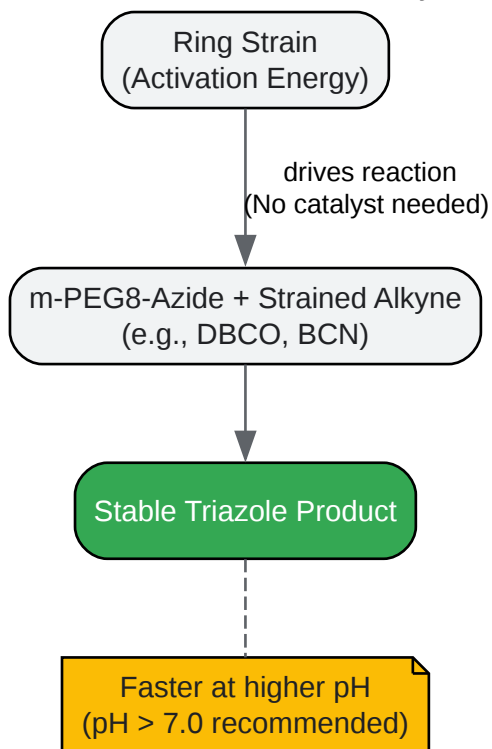 Ring Strain
(Activation Energy)
drives reaction
(No catalyst needed)
m-PEG8-Azide + Strained Alkyne
(e.g., DBCO, BCN)
Stable Triazole Product
Faster at higher pH
(pH > 7.0 recommended)